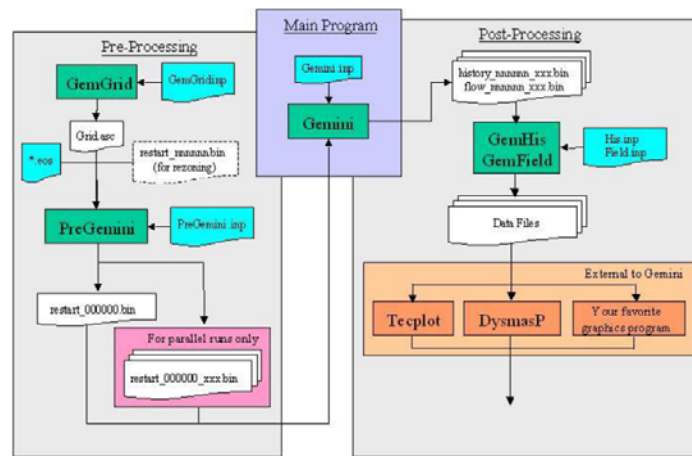 Pre-Processing
GemGrid
GemGrid.inp
Grid.asc
*.eos
restart_nnnnnn.bin
(for rezoning)
PreGemini
PreGemini.inp
restart_000000.bin
For parallel runs only
restart_000000_xxx.bin
Main Program
Gemini.inp
Gemini
Post-Processing
history_nnnnnn_xxx.bin
flow_nnnnnn_xxx.bin
GemHis
GemField
His.inp
Field.inp
Data Files
External to Gemini
Tecplot
DysmasP
Your favorite
graphics program